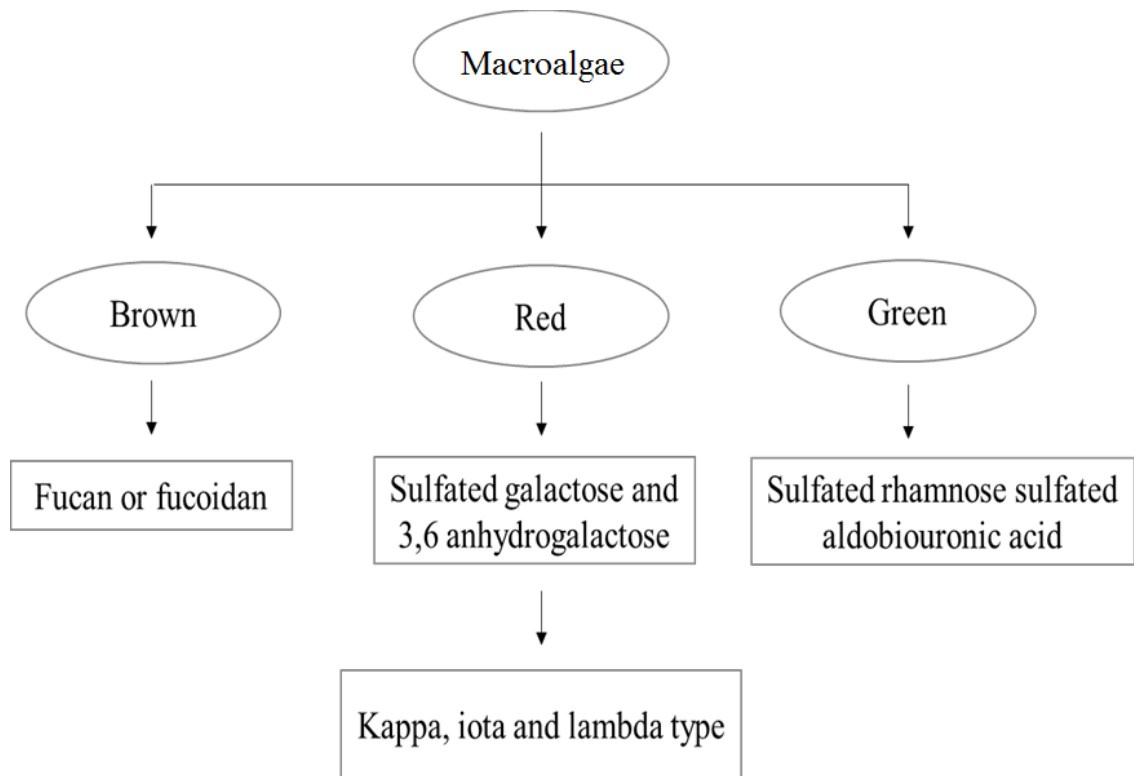 Macroalgae
Brown
Red
Green
Fucan or fucoidan
Sulfated galactose and
3,6 anhydrogalactose
Sulfated rhamnose sulfated
aldobiouronic acid
Kappa, iota and lambda type